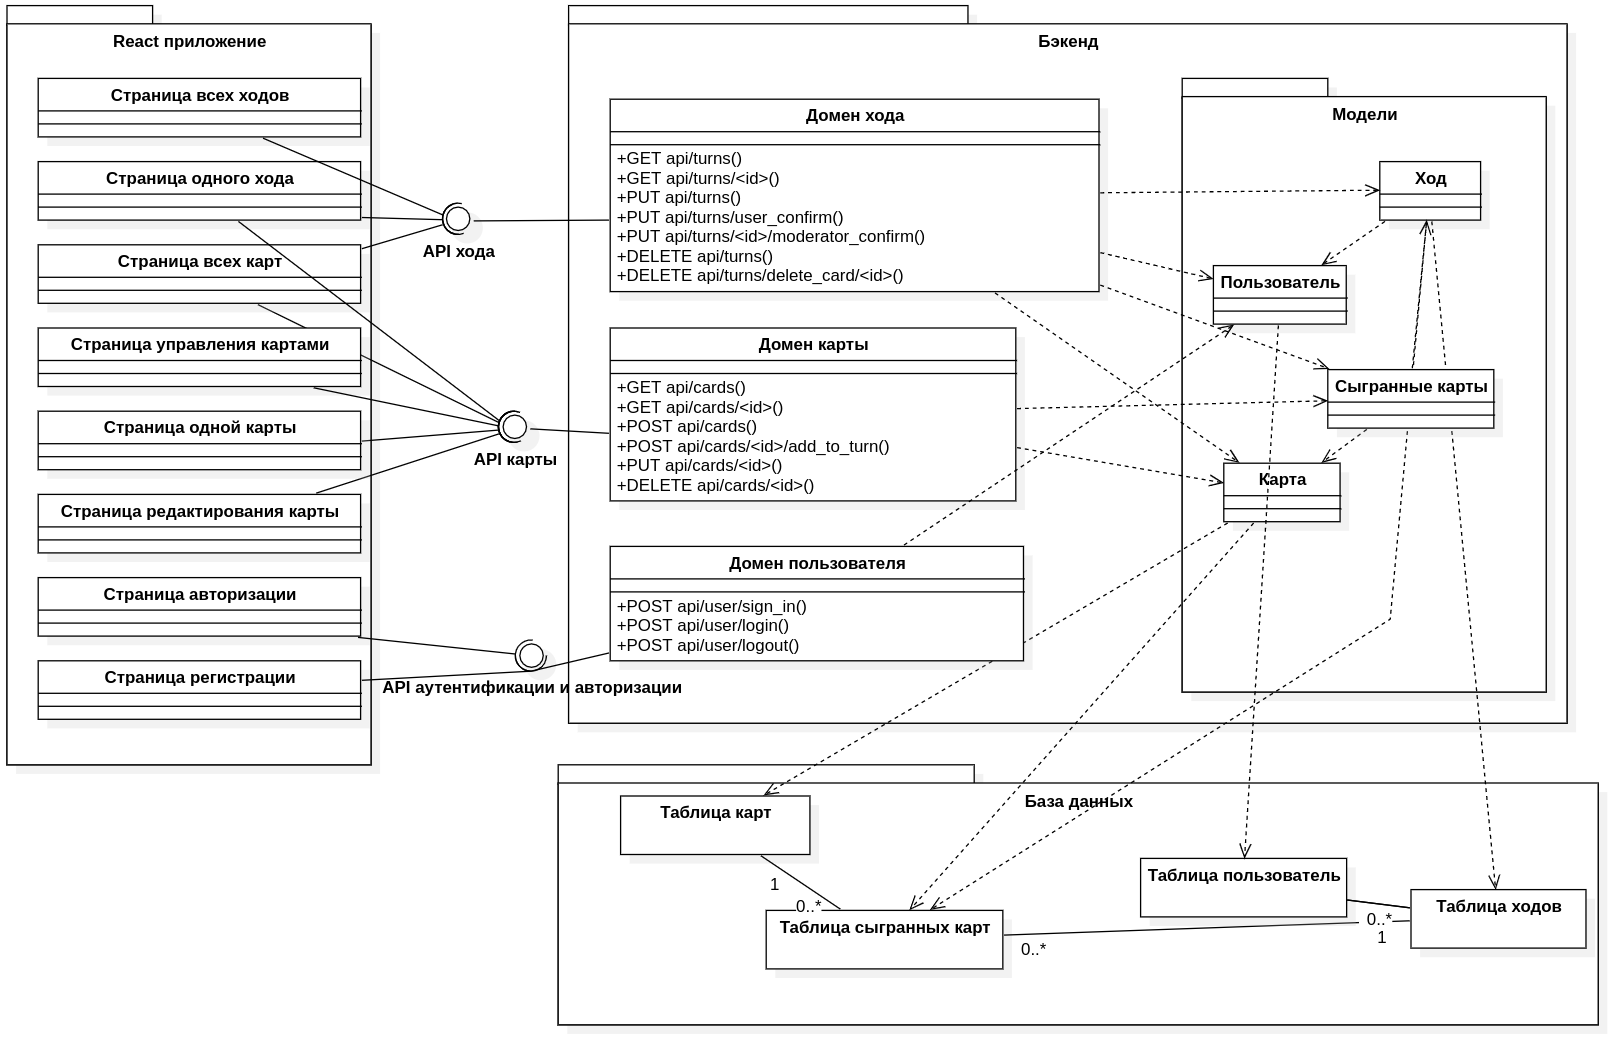 React приложение
Страница всех ходов
Страница одного хода
Страница всех карт
Страница управления картами
Страница одной карты
Страница редактирования карты
Страница авторизации
Страница регистрации
API хода
API карты
API аутентификации и авторизации
Бэкенд
Домен хода
+GET api/turns()
+GET api/turns/<id>()
+PUT api/turns()
+PUT api/turns/user_confirm()
+PUT api/turns/<id>/moderator_confirm()
+DELETE api/turns()
+DELETE api/turns/delete_card/<id>()
Домен карты
+GET api/cards()
+GET api/cards/<id>()
+POST api/cards()
+POST api/cards/<id>/add_to_turn()
+PUT api/cards/<id>()
+DELETE api/cards/<id>()
Домен пользователя
+POST api/user/sign_in()
+POST api/user/login()
+POST api/user/logout()
Модели
Ход
Пользователь
Сыгранные карты
Карта
База данных
Таблица карт
1
0..*
Таблица сыгранных карт
0..*
Таблица пользователь
0..*
1
Таблица ходов